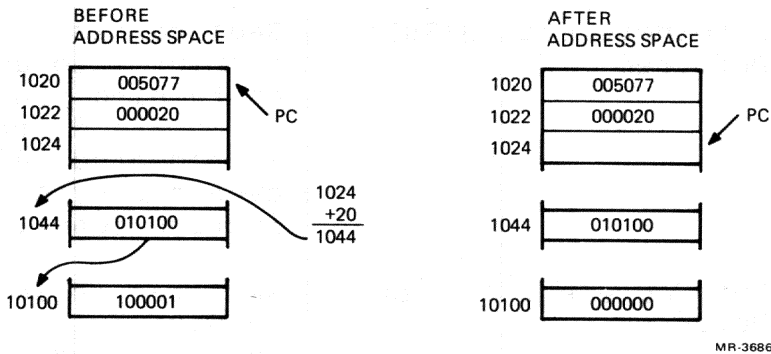 BEFORE
ADDRESS SPACE
1020 005077
1022 000020
1024
PC
1024
+20
1044
1044 010100
10100 100001
AFTER
ADDRESS SPACE
1020 005077
1022 000020
1024
PC
1044 010100
10100 000000
MR-3686